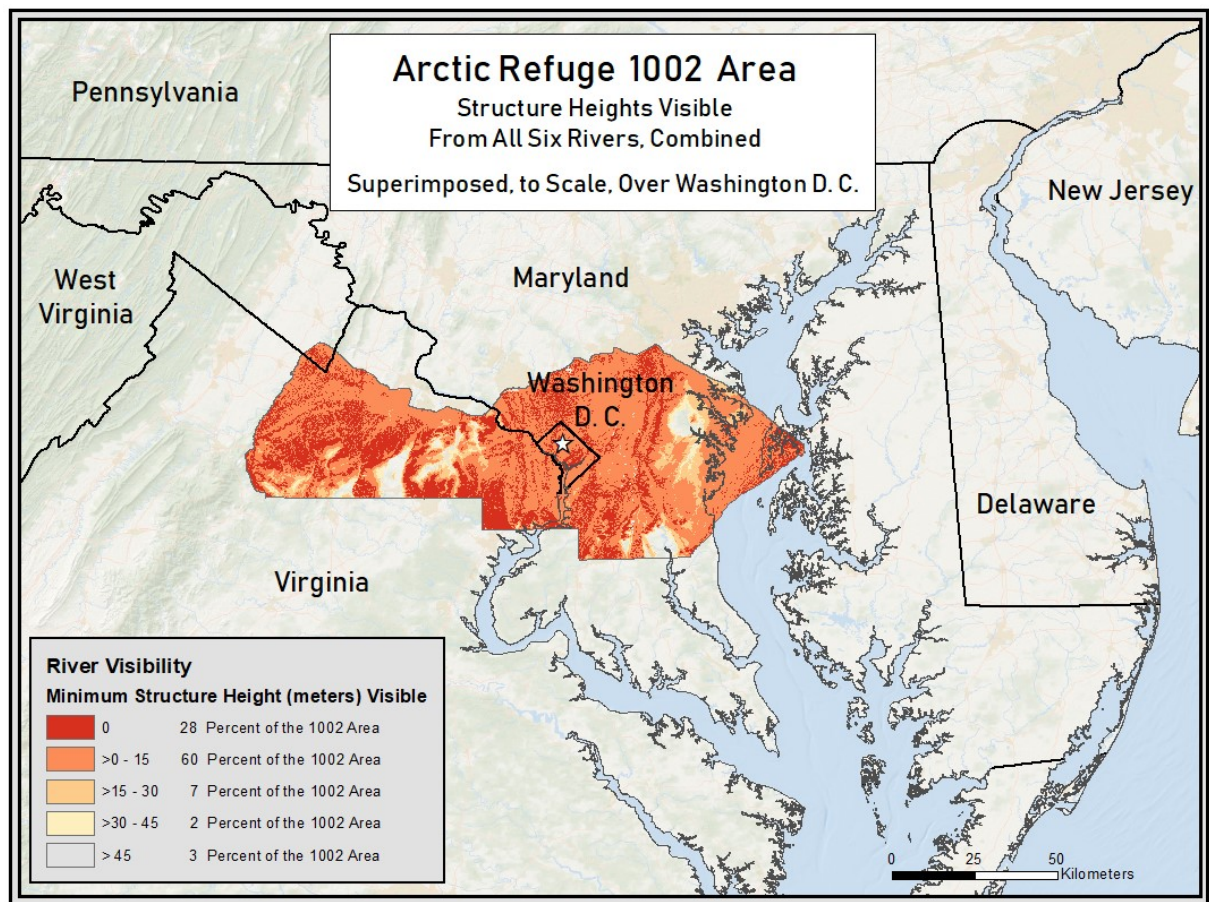 Arctic Refuge 1002 Area
Structure Heights Visible
From All Six Rivers, Combined
Superimposed, to Scale, Over Washington D. C.
Pennsylvania
New Jersey
West
Virginia
Maryland
Washington
D. C.
Delaware
Virginia
River Visibility
Minimum Structure Height (meters) Visible
0 28 Percent of the 1002 Area
>0 - 15 60 Percent of the 1002 Area
>15 - 30 7 Percent of the 1002 Area
>30 - 45 2 Percent of the 1002 Area
> 45 3 Percent of the 1002 Area
0 25 50
Kilometers